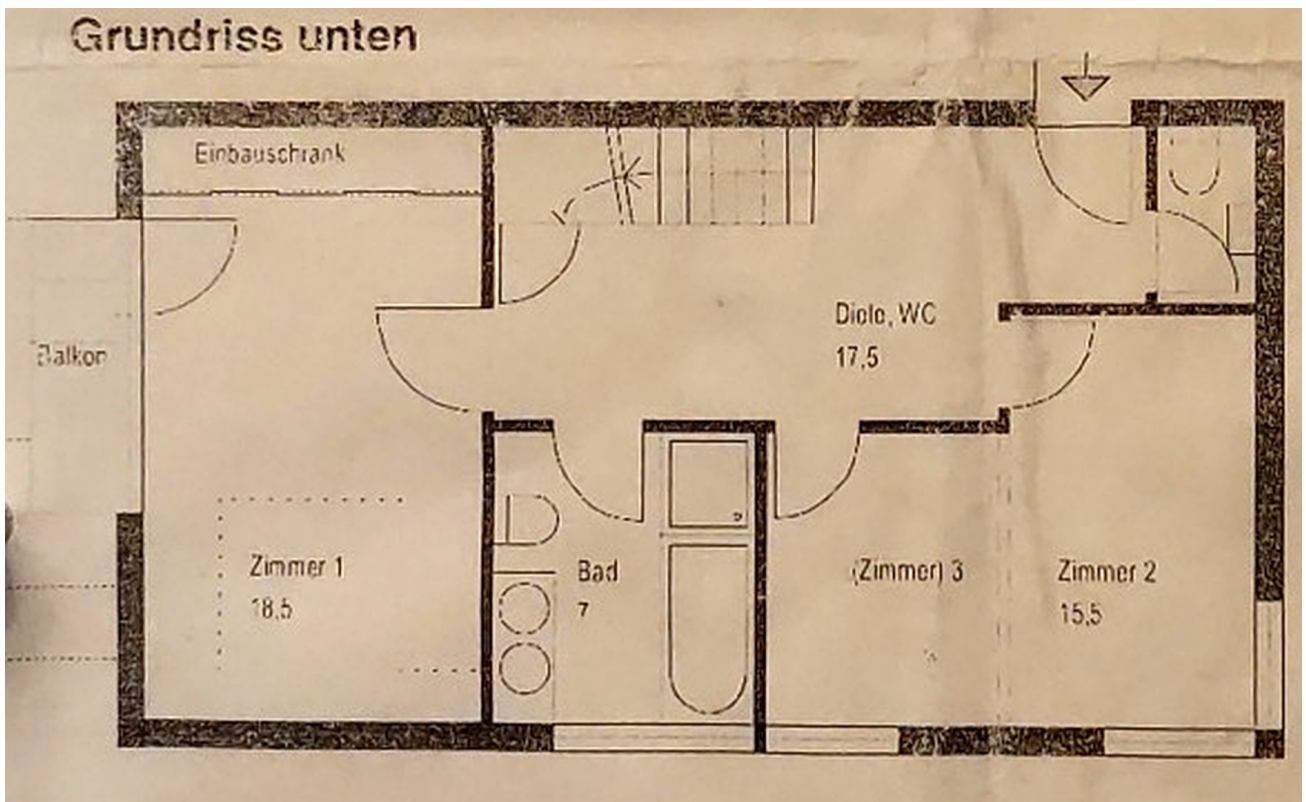 Grundriss unten
Einbauschrank
Diele, WC
17,5
Balkon
Zimmer 1
18,5
Bad
7
(Zimmer) 3
Zimmer 2
15,5